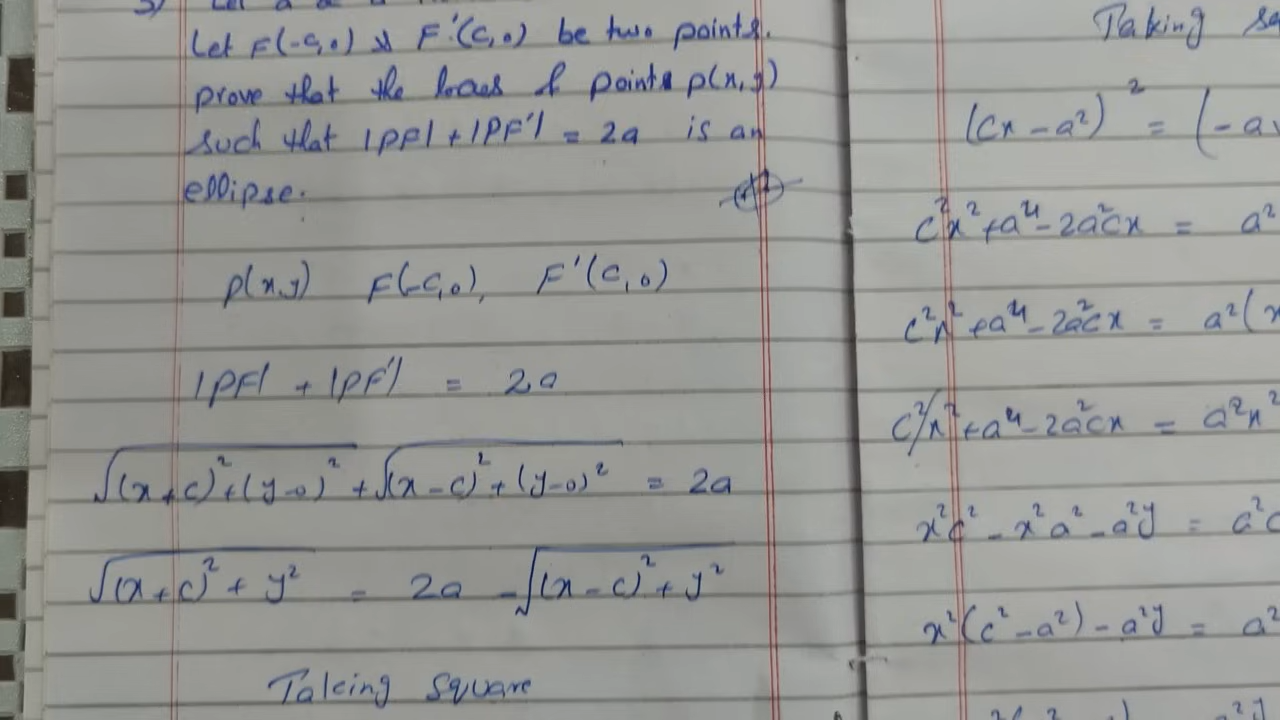 Let F(-c,0) & F'(c,0) be two points.
prove that the locus of points p(x,y)
such that |PF| + |PF'| = 2a is an
ellipse.
p(x,y) F(-c,0), F'(c,0)
|PF| + |PF'| = 2a
√(x+c)²+(y-0)² + √(x-c)²+(y-0)² = 2a
√(x+c)² + y² = 2a - √(x-c)² + y²
Taking square
Taking
(cx - a²)² = (-a
c²x² + a⁴ - 2a²cx = a²
c²x² + a⁴ - 2a²cx = a²(x
c²x² + a⁴ - 2a²cx = a²x²
x²c² - x²a² - a²y = a²c
x²(c² - a²) - a²y = a²